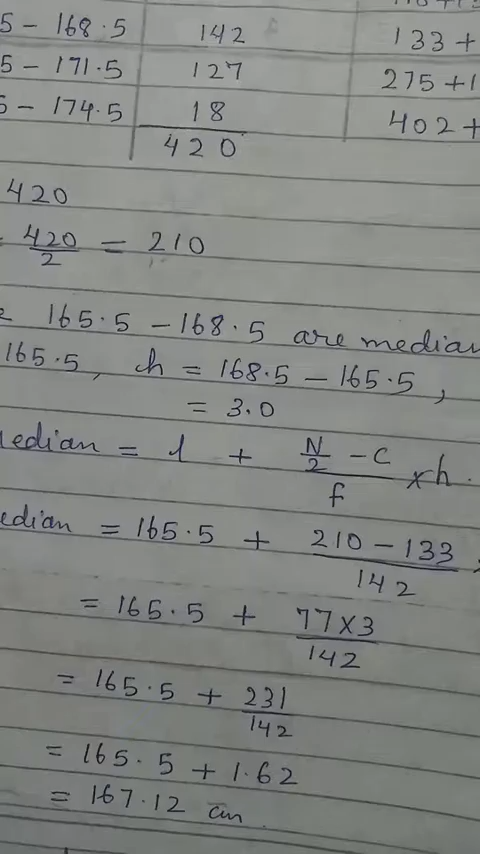 5 - 168.5 142 133 +
5 - 171.5 127 275 + 1
5 - 174.5 18 402 +
420
420
= 420/2 = 210
165.5 - 168.5 are median
165.5, h = 168.5 - 165.5,
= 3.0
Median = l + (N/2 - C)/f × h.
Median = 165.5 + (210 - 133)/142
= 165.5 + (77 × 3)/142
= 165.5 + 231/142
= 165.5 + 1.62
= 167.12 cm